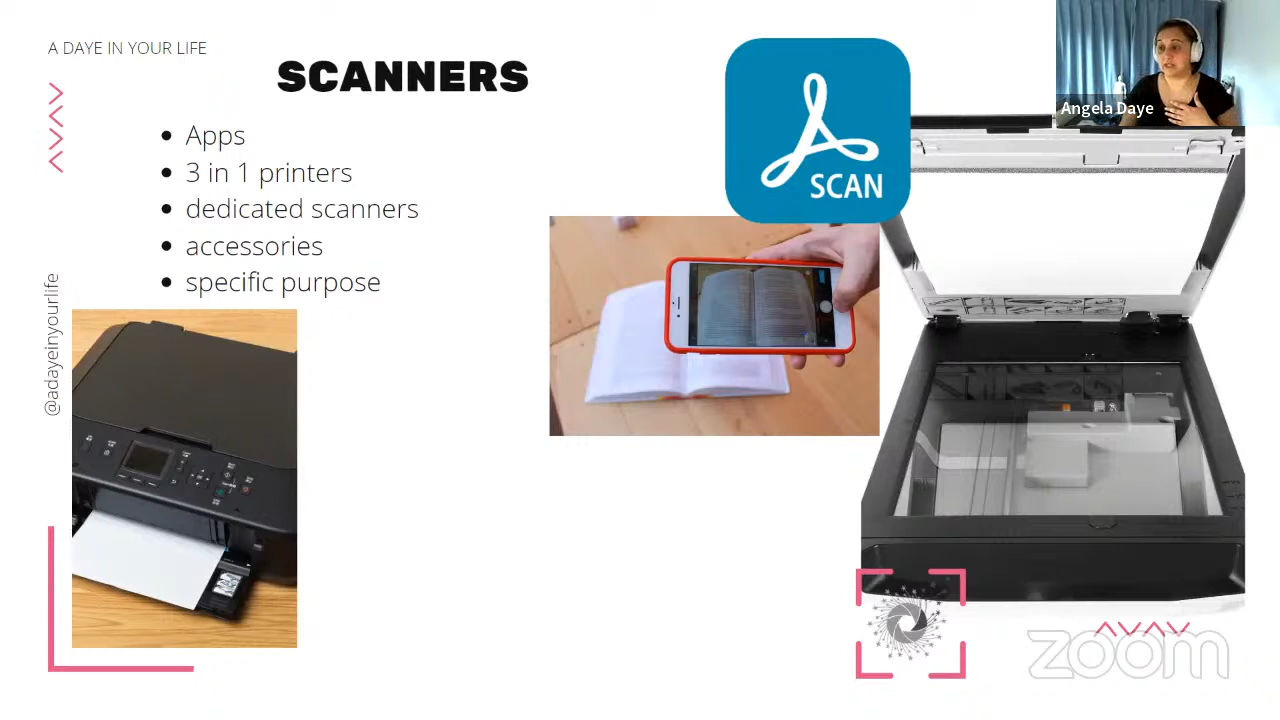 A DAYE IN YOUR LIFE
SCANNERS
Apps
3 in 1 printers
dedicated scanners
accessories
specific purpose
@adayeinyourlife
SCAN
Angela Daye
zoom